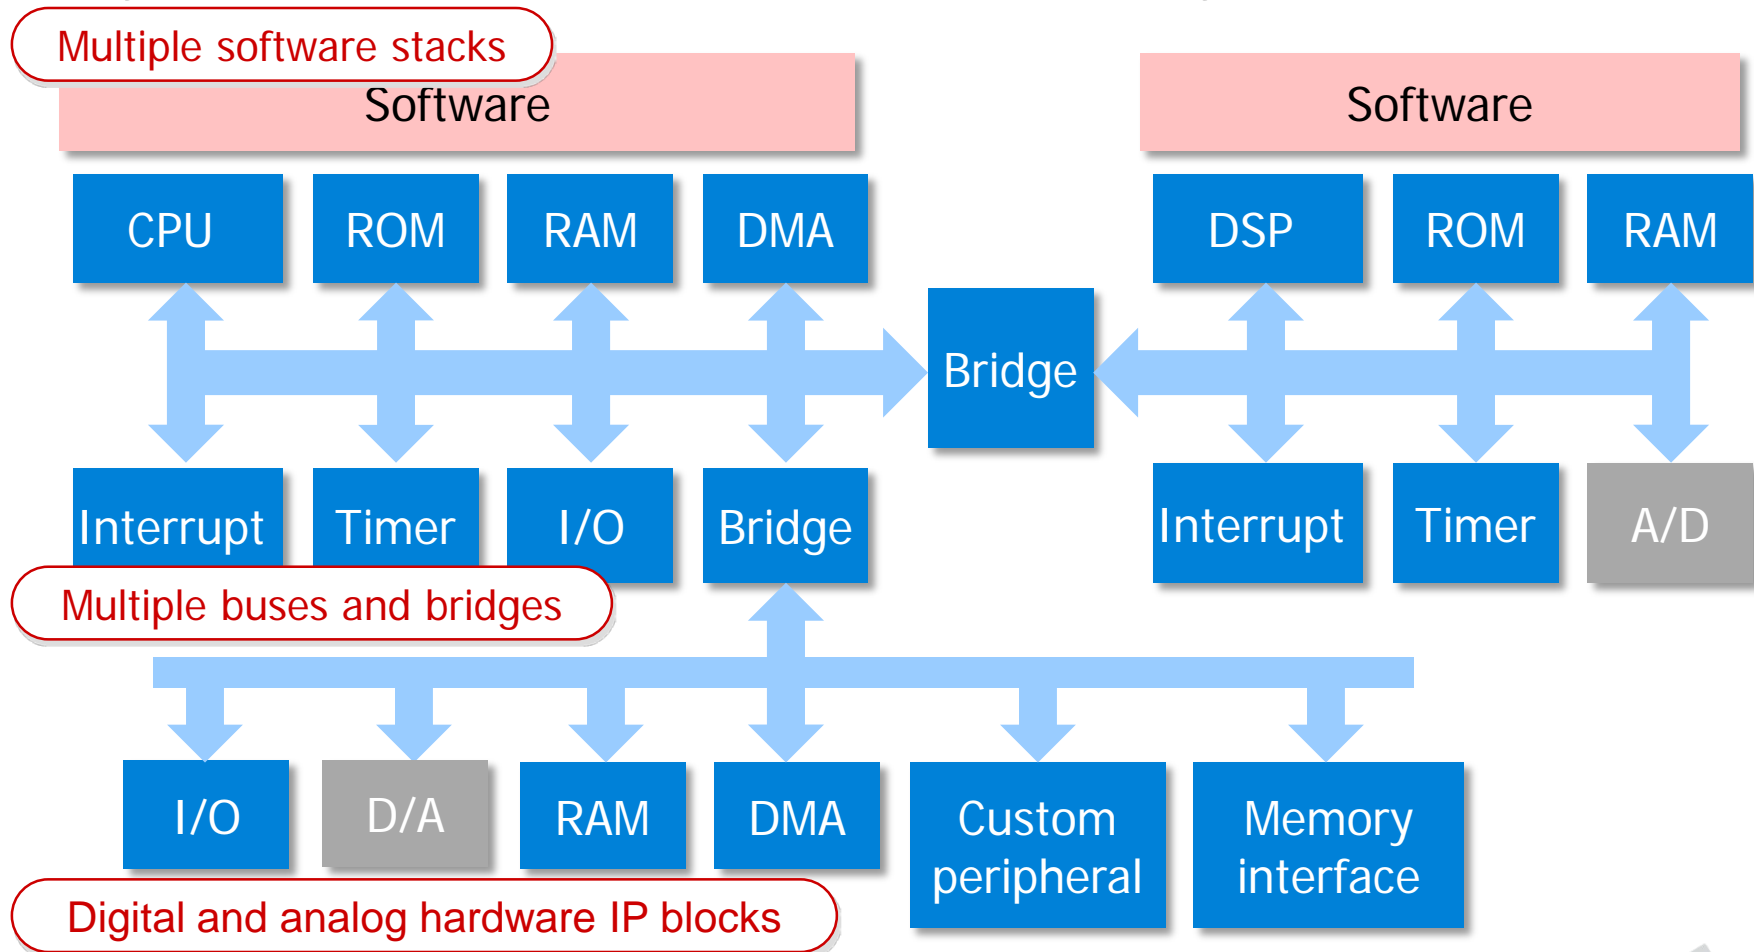 Multiple software stacks
Software
Software
CPU
ROM
RAM
DMA
DSP
ROM
RAM
Bridge
Interrupt
Timer
I/O
Bridge
Interrupt
Timer
A/D
Multiple buses and bridges
I/O
D/A
RAM
DMA
Custom
peripheral
Memory
interface
Digital and analog hardware IP blocks